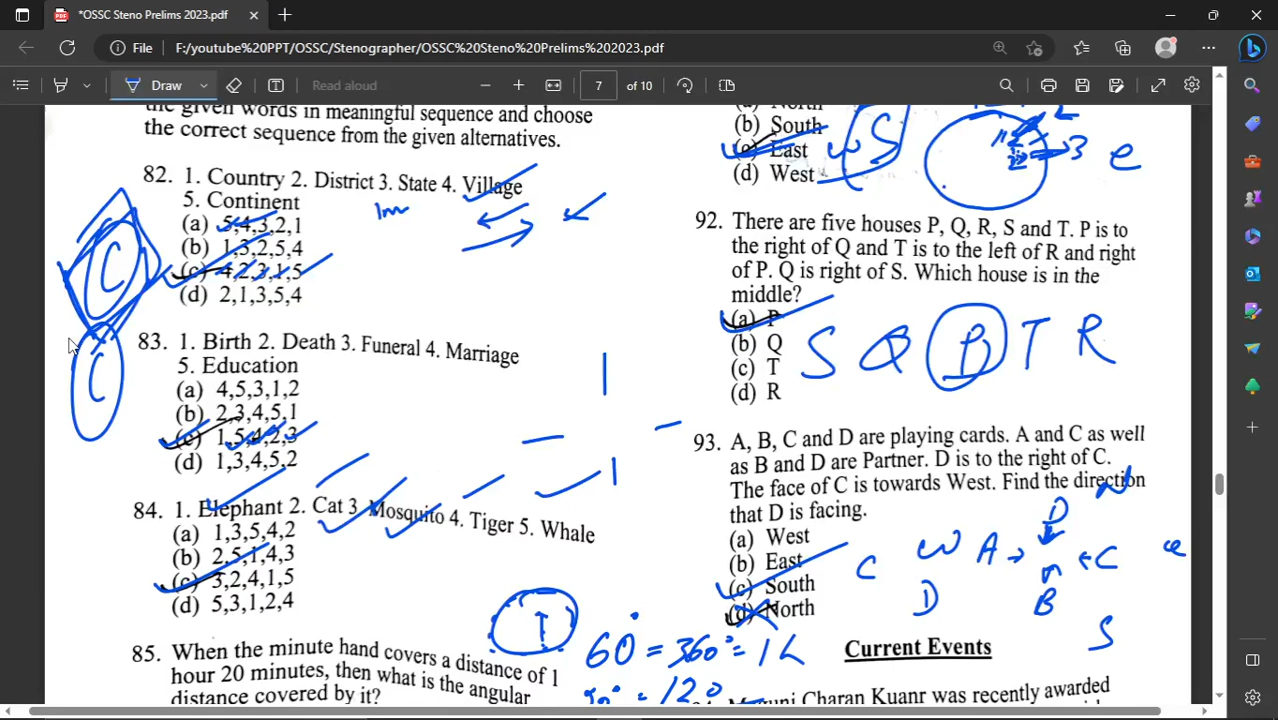 *OSSC Steno Prelims 2023.pdf
File
F:/youtube%20PPT/OSSC/Stenographer/OSSC%20Steno%20Prelims%202023.pdf
Draw
Read aloud
7 of 10
the given words in meaningful sequence and choose
the correct sequence from the given alternatives.
82. 1. Country 2. District 3. State 4. Village
5. Continent
(a) 5,4,3,2,1
(b) 1,3,2,5,4
(c) 4,2,3,1,5
(d) 2,1,3,5,4
C
83. 1. Birth 2. Death 3. Funeral 4. Marriage
5. Education
(a) 4,5,3,1,2
(b) 2,3,4,5,1
(c) 1,5,4,2,3
(d) 1,3,4,5,2
C
84. 1. Elephant 2. Cat 3. Mosquito 4. Tiger 5. Whale
(a) 1,3,5,4,2
(b) 2,5,1,4,3
(c) 3,2,4,1,5
(d) 5,3,1,2,4
85. When the minute hand covers a distance of 1
hour 20 minutes, then what is the angular
distance covered by it?
60 = 360° = 1h
= 120
(a) North
(b) South
(c) East
(d) West
w S
3 e
92. There are five houses P, Q, R, S and T. P is to
the right of Q and T is to the left of R and right
of P. Q is right of S. Which house is in the
middle?
(a) P
(b) Q
(c) T
(d) R
S Q P T R
93. A, B, C and D are playing cards. A and C as well
as B and D are Partner. D is to the right of C.
The face of C is towards West. Find the direction
that D is facing.
(a) West
(b) East
(c) South
(d) North
N
D
C W A C e
D B
S
Current Events
Charan Kuanr was recently awarded